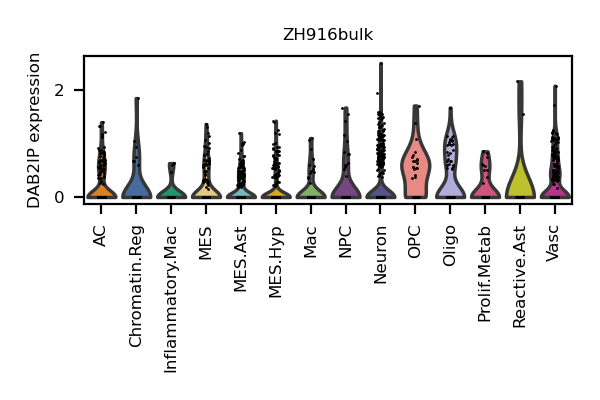 ZH916bulk
DAB2IP expression
2
0
AC
Chromatin.Reg
Inflammatory.Mac
MES
MES.Ast
MES.Hyp
Mac
NPC
Neuron
OPC
Oligo
Prolif.Metab
Reactive.Ast
Vasc